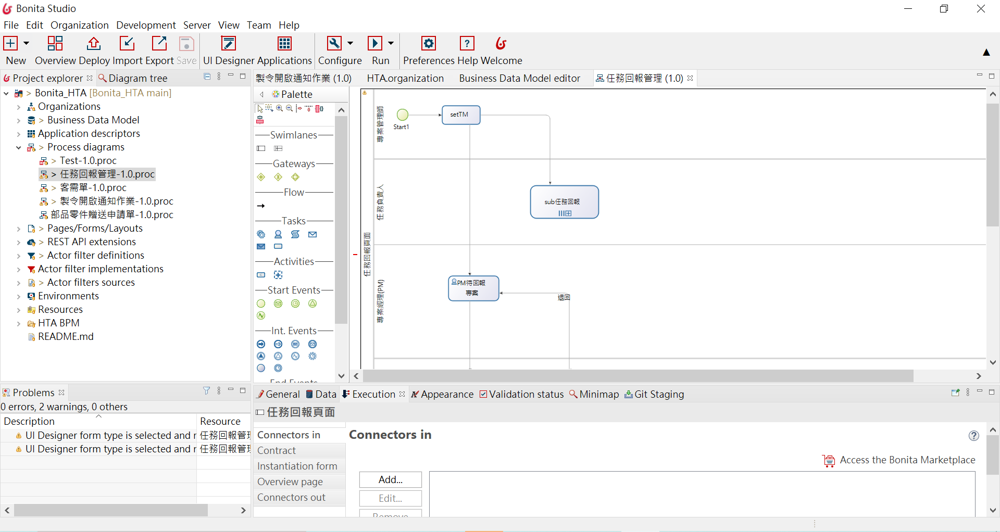 Bonita Studio
File Edit Organization Development Server View Team Help
New Overview Deploy Import Export Save UI Designer Applications Configure Run Preferences Help Welcome
Project explorer Diagram tree
> Bonita_HTA [Bonita_HTA main]
Organizations
> Business Data Model
Application descriptors
> Process diagrams
> Test-1.0.proc
> 任務回報管理-1.0.proc
> 客需單-1.0.proc
> 製令開啟通知作業-1.0.proc
部品零件贈送申請單-1.0.proc
> Pages/Forms/Layouts
> REST API extensions
> Actor filter definitions
Actor filter implementations
> Actor filters sources
Environments
Resources
HTA BPM
README.md
製令開啟通知作業 (1.0) HTA.organization Business Data Model editor 任務回報管理 (1.0)
Palette
Swimlanes
Gateways
Flow
Tasks
Activities
Start Events
Int. Events
End Events
任務回報頁面
專案管理師
Start1
setTM
任務負責人
sub任務回報
專案經理(PM)
PM待回報
專案
退回
Problems
0 errors, 2 warnings, 0 others
Description Resource
UI Designer form type is selected and r 任務回報管理
UI Designer form type is selected and r 任務回報管理
General Data Execution Appearance Validation status Minimap Git Staging
任務回報頁面
Connectors in
Contract
Instantiation form
Overview page
Connectors out
Connectors in
Access the Bonita Marketplace
Add...
Edit...
Remove